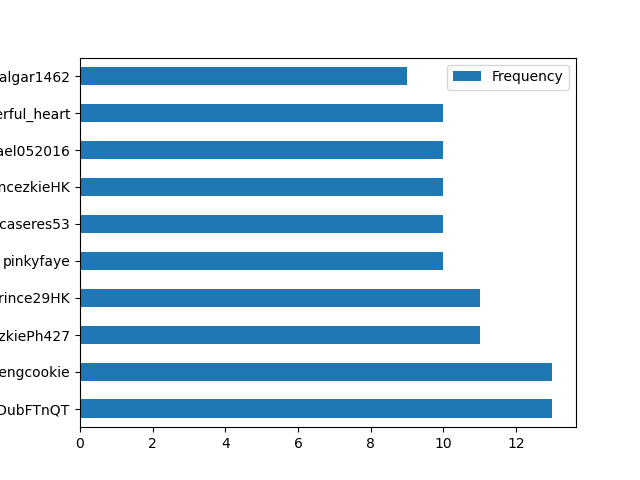 algar1462
Frequency
erful_heart
ael052016
ncezkieHK
caseres53
pinkyfaye
rince29HK
zkiePh427
engcookie
DubFTnQT
0 2 4 6 8 10 12